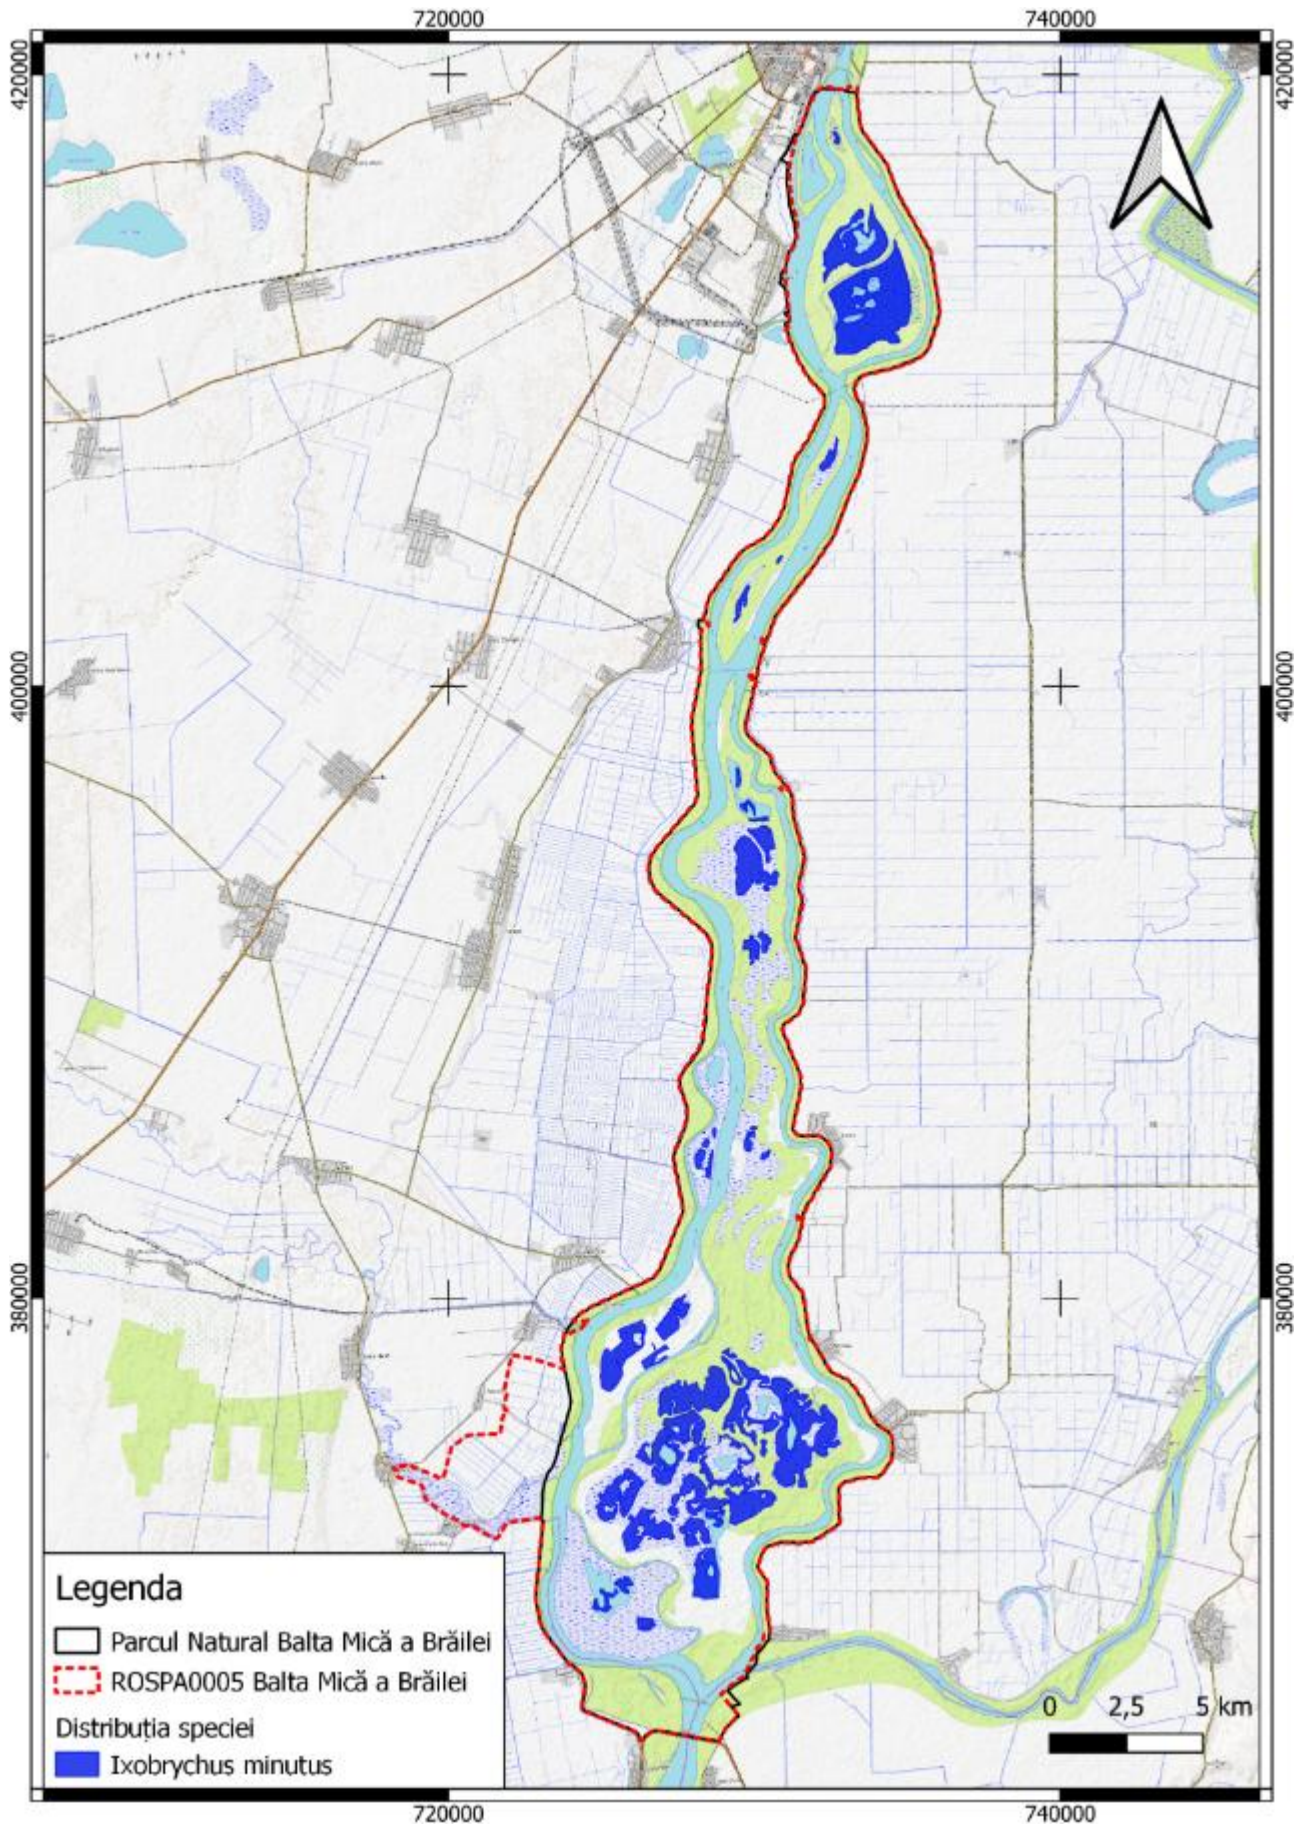 720000
740000
420000
420000
400000
400000
380000
380000
Legenda
Parcul Natural Balta Mică a Brăilei
ROSPA0005 Balta Mică a Brăilei
Distribuția speciei
Ixobrychus minutus
0 2,5 5 km
720000
740000